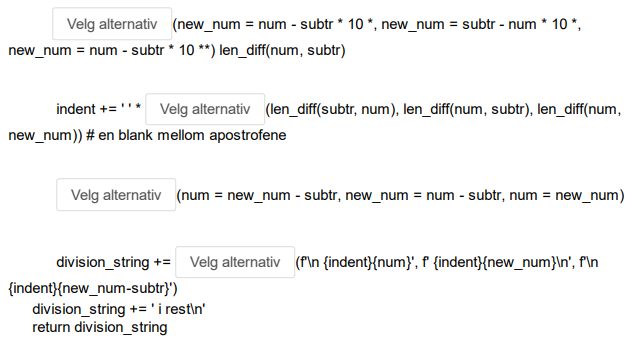 Velg alternativ (new_num = num - subtr * 10 *, new_num = subtr - num * 10 *,
new_num = num - subtr * 10 **) len_diff(num, subtr)
indent += ' ' * Velg alternativ (len_diff(subtr, num), len_diff(num, subtr), len_diff(num,
new_num)) # en blank mellom apostrofene
Velg alternativ (num = new_num - subtr, new_num = num - subtr, num = new_num)
division_string += Velg alternativ (f'\n {indent}{num}', f' {indent}{new_num}\n', f'\n
{indent}{new_num-subtr}')
division_string += ' i rest\n'
return division_string